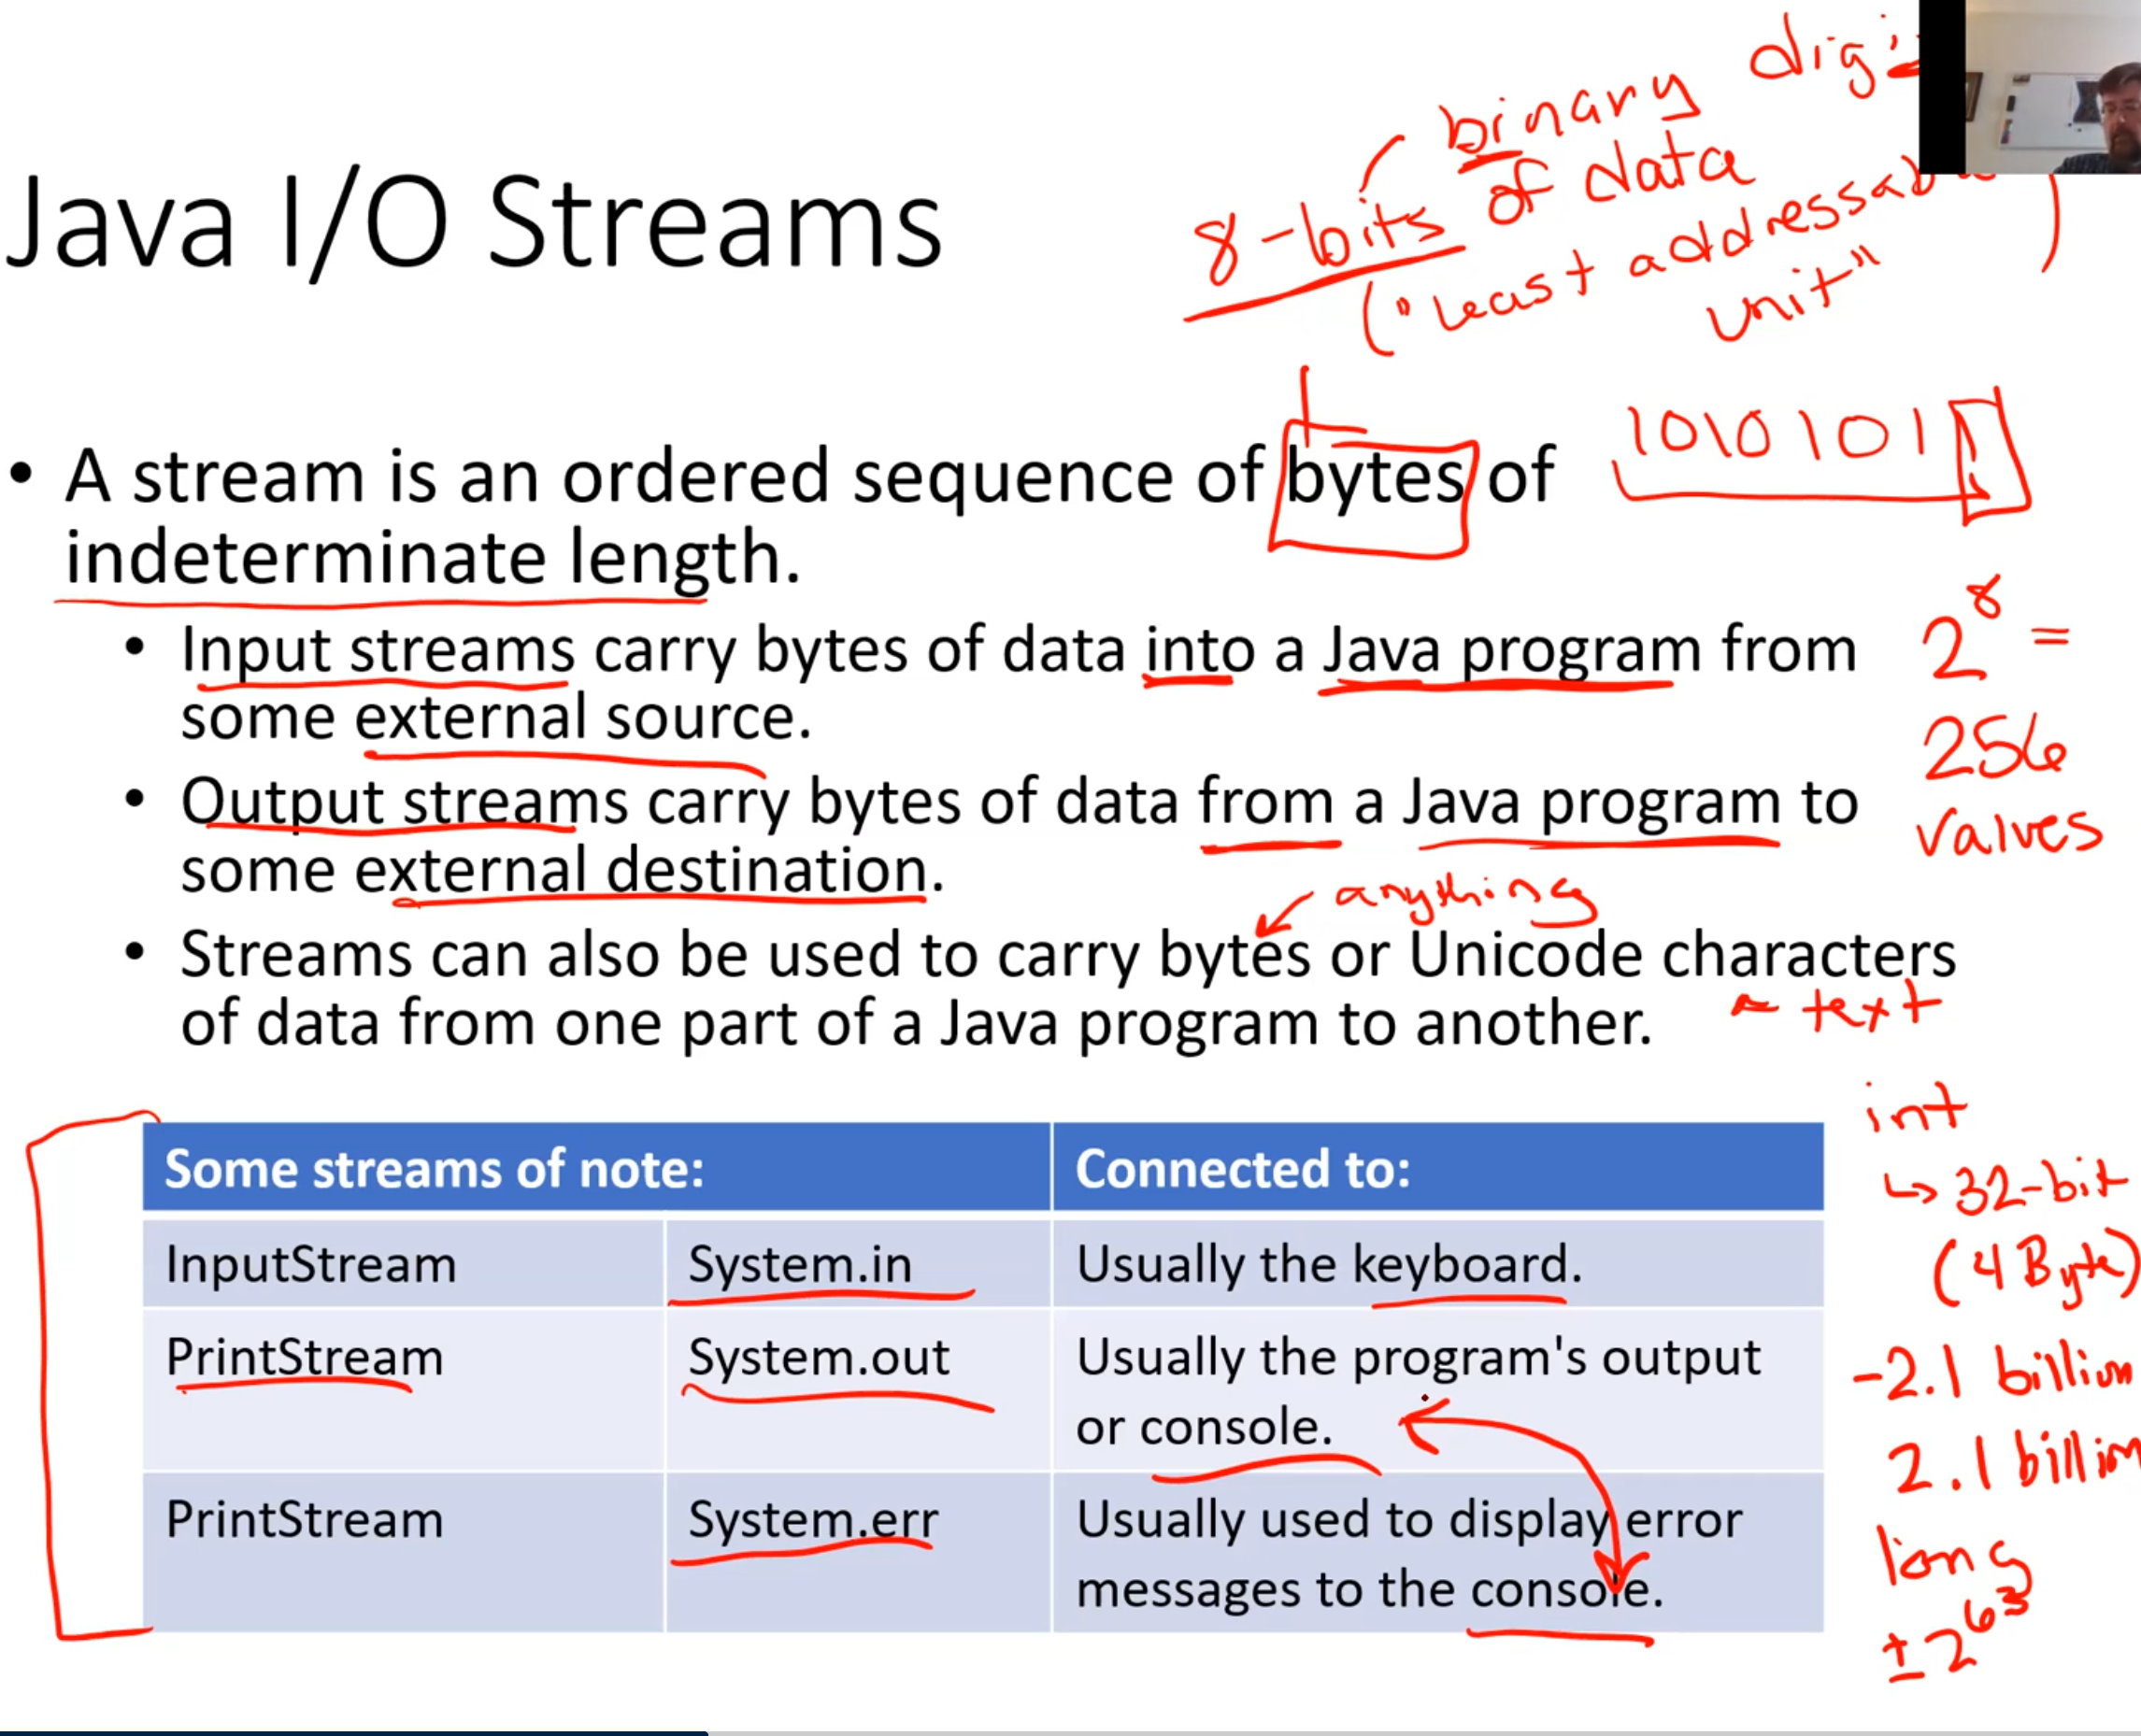 binary digi
8-bits of data
("least addressab
unit")
Java I/O Streams
• A stream is an ordered sequence of bytes of
indeterminate length.
1010101
2^8 =
256
values
• Input streams carry bytes of data into a Java program from
some external source.
• Output streams carry bytes of data from a Java program to
some external destination.
anything
• Streams can also be used to carry bytes or Unicode characters
of data from one part of a Java program to another.
- text
Some streams of note: Connected to:
InputStream System.in Usually the keyboard.
PrintStream System.out Usually the program's output
or console.
PrintStream System.err Usually used to display error
messages to the console.
int
↳ 32-bit
(4 Byte)
-2.1 billion
2.1 billion
long
±2^63